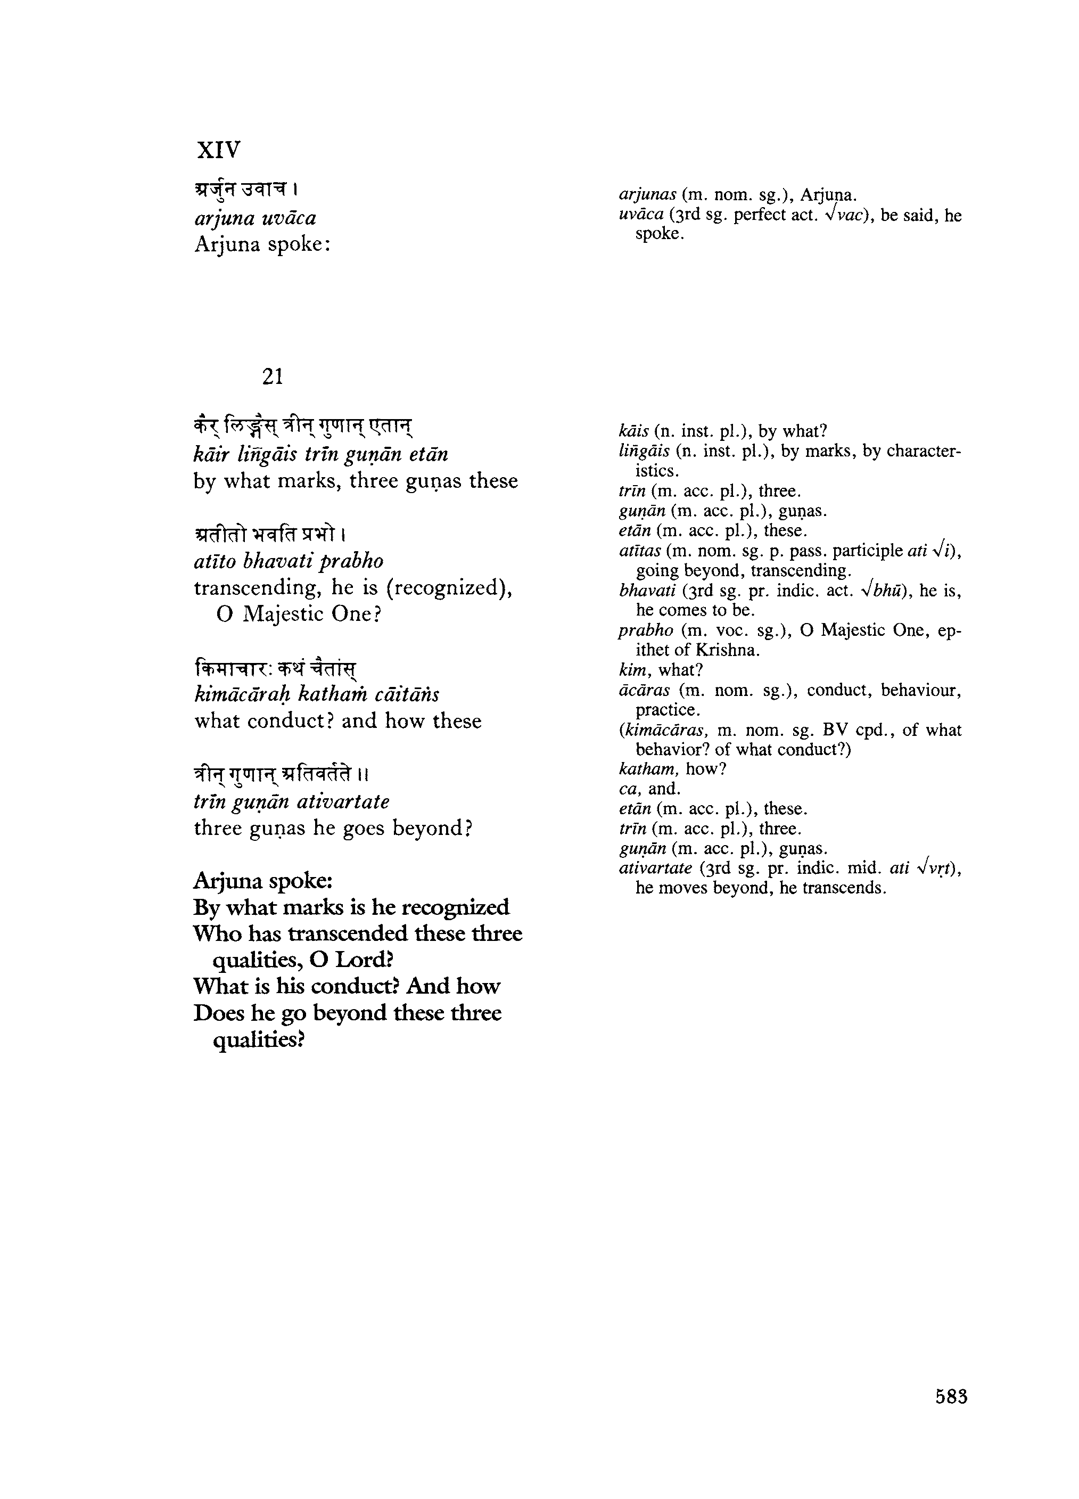 XIV
अर्जुन उवाच ।
arjuna uvāca
Arjuna spoke:
21
कैर् लिङ्गैस् त्रीन् गुणान् एतान्
kāir liñgāis trīn guṇān etān
by what marks, three guṇas these
अतीतो भवति प्रभो ।
atīto bhavati prabho
transcending, he is (recognized),
O Majestic One?
किमाचारः कथं चैतांस्
kimācāraḥ kathaṁ cāitāṅs
what conduct? and how these
त्रीन् गुणान् अतिवर्तते ॥
trīn guṇān ativartate
three guṇas he goes beyond?
Arjuna spoke:
By what marks is he recognized
Who has transcended these three
qualities, O Lord?
What is his conduct? And how
Does he go beyond these three
qualities?
arjunas (m. nom. sg.), Arjuna.
uvāca (3rd sg. perfect act. √vac), be said, he
spoke.
kāis (n. inst. pl.), by what?
liñgāis (n. inst. pl.), by marks, by character-
istics.
trīn (m. acc. pl.), three.
guṇān (m. acc. pl.), guṇas.
etān (m. acc. pl.), these.
atītas (m. nom. sg. p. pass. participle ati √i),
going beyond, transcending.
bhavati (3rd sg. pr. indic. act. √bhū), he is,
he comes to be.
prabho (m. voc. sg.), O Majestic One, ep-
ithet of Krishna.
kim, what?
ācāras (m. nom. sg.), conduct, behaviour,
practice.
(kimācāras, m. nom. sg. BV cpd., of what
behavior? of what conduct?)
katham, how?
ca, and.
etān (m. acc. pl.), these.
trīn (m. acc. pl.), three.
guṇān (m. acc. pl.), guṇas.
ativartate (3rd sg. pr. indic. mid. ati √vṛt),
he moves beyond, he transcends.
583